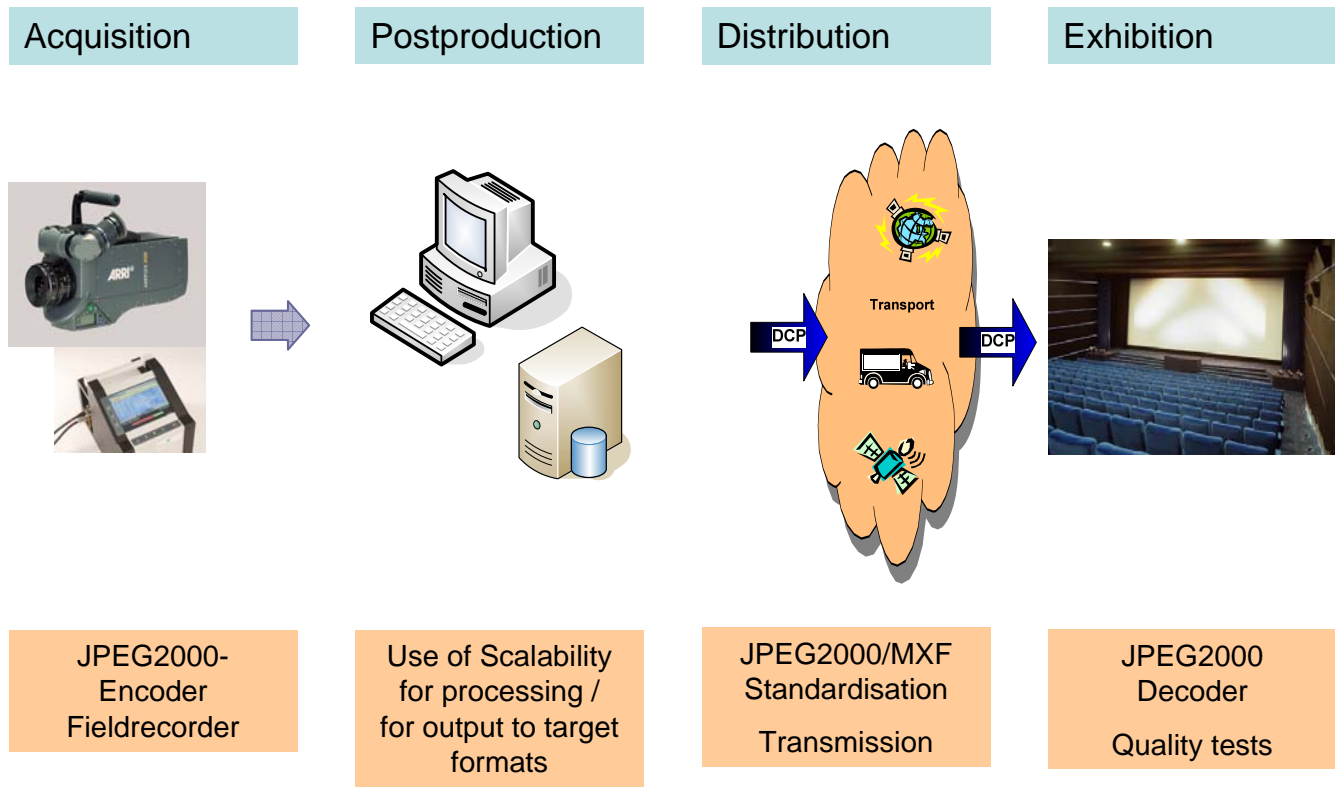 Acquisition
Postproduction
Distribution
Exhibition
ARRI
Transport
DCP
DCP
JPEG2000-
Encoder
Fieldrecorder
Use of Scalability
for processing /
for output to target
formats
JPEG2000/MXF
Standardisation
Transmission
JPEG2000
Decoder
Quality tests